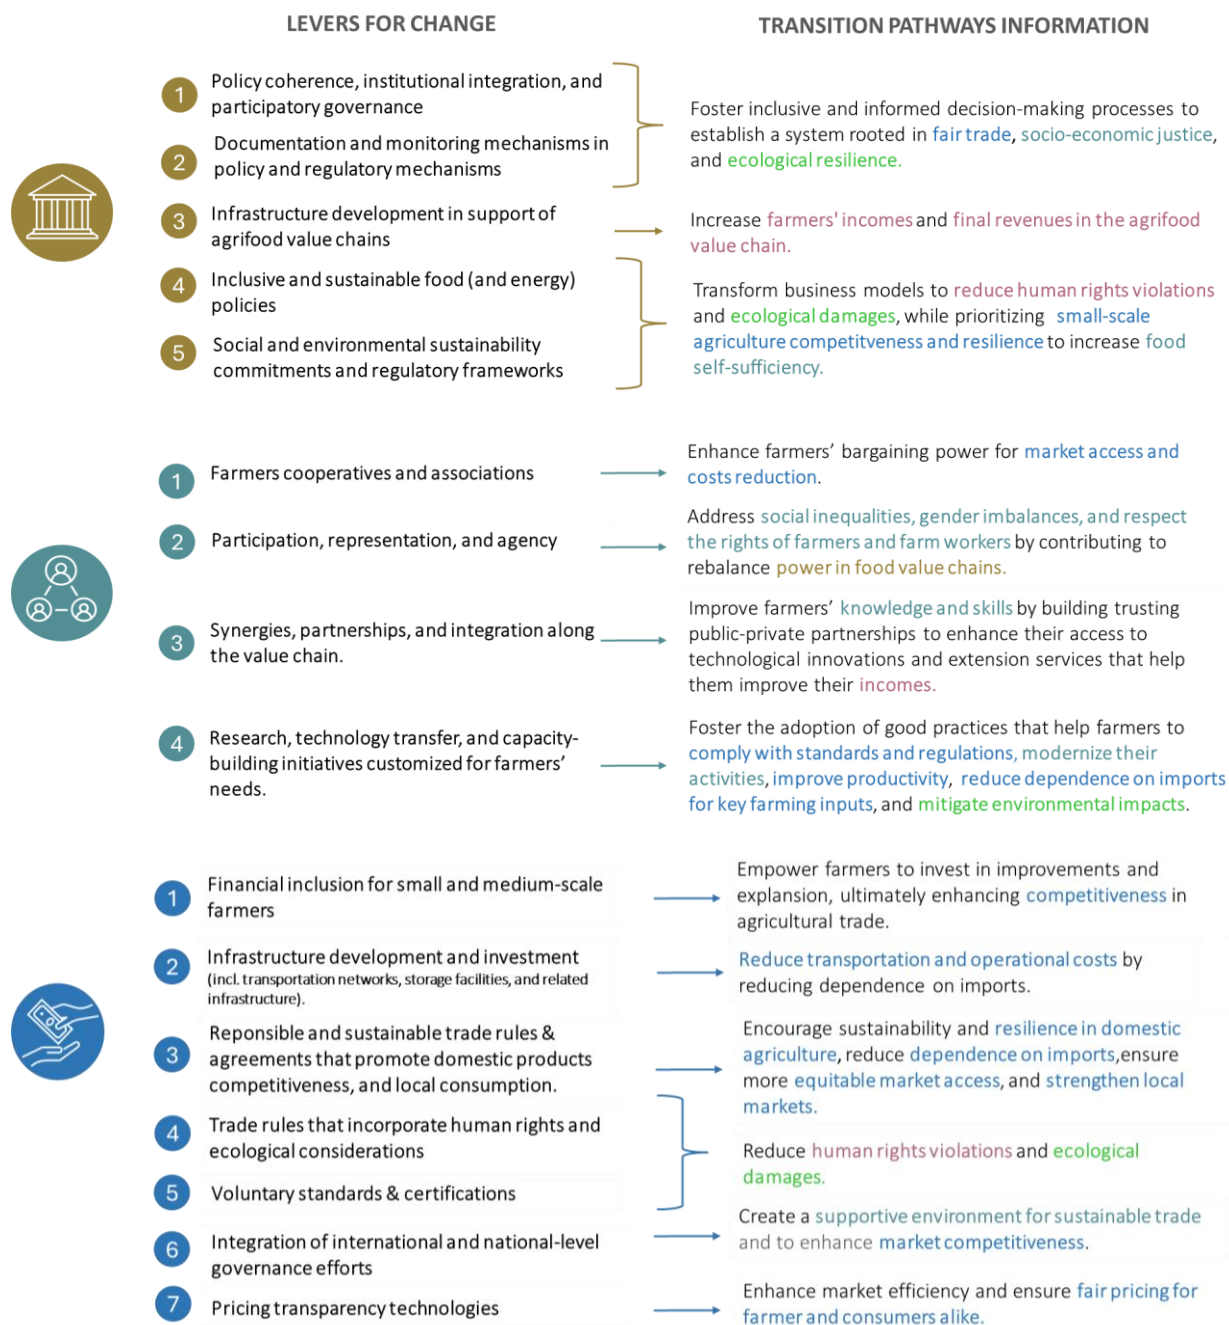 LEVERS FOR CHANGE
TRANSITION PATHWAYS INFORMATION
1
Policy coherence, institutional integration, and
participatory governance
2
Documentation and monitoring mechanisms in
policy and regulatory mechanisms
Foster inclusive and informed decision-making processes to
establish a system rooted in fair trade, socio-economic justice,
and ecological resilience.
3
Infrastructure development in support of
agrifood value chains
Increase farmers' incomes and final revenues in the agrifood
value chain.
4
Inclusive and sustainable food (and energy)
policies
5
Social and environmental sustainability
commitments and regulatory frameworks
Transform business models to reduce human rights violations
and ecological damages, while prioritizing small-scale
agriculture competitveness and resilience to increase food
self-sufficiency.
1
Farmers cooperatives and associations
Enhance farmers’ bargaining power for market access and
costs reduction.
2
Participation, representation, and agency
Address social inequalities, gender imbalances, and respect
the rights of farmers and farm workers by contributing to
rebalance power in food value chains.
3
Synergies, partnerships, and integration along
the value chain.
Improve farmers’ knowledge and skills by building trusting
public-private partnerships to enhance their access to
technological innovations and extension services that help
them improve their incomes.
4
Research, technology transfer, and capacity-
building initiatives customized for farmers’
needs.
Foster the adoption of good practices that help farmers to
comply with standards and regulations, modernize their
activities, improve productivity, reduce dependence on imports
for key farming inputs, and mitigate environmental impacts.
1
Financial inclusion for small and medium-scale
farmers
Empower farmers to invest in improvements and
explansion, ultimately enhancing competitiveness in
agricultural trade.
2
Infrastructure development and investment
(incl. transportation networks, storage facilities, and related
infrastructure).
Reduce transportation and operational costs by
reducing dependence on imports.
3
Reponsible and sustainable trade rules &
agreements that promote domestic products
competitiveness, and local consumption.
Encourage sustainability and resilience in domestic
agriculture, reduce dependence on imports,ensure
more equitable market access, and strengthen local
markets.
4
Trade rules that incorporate human rights and
ecological considerations
5
Voluntary standards & certifications
Reduce human rights violations and ecological
damages.
6
Integration of international and national-level
governance efforts
Create a supportive environment for sustainable trade
and to enhance market competitiveness.
7
Pricing transparency technologies
Enhance market efficiency and ensure fair pricing for
farmer and consumers alike.